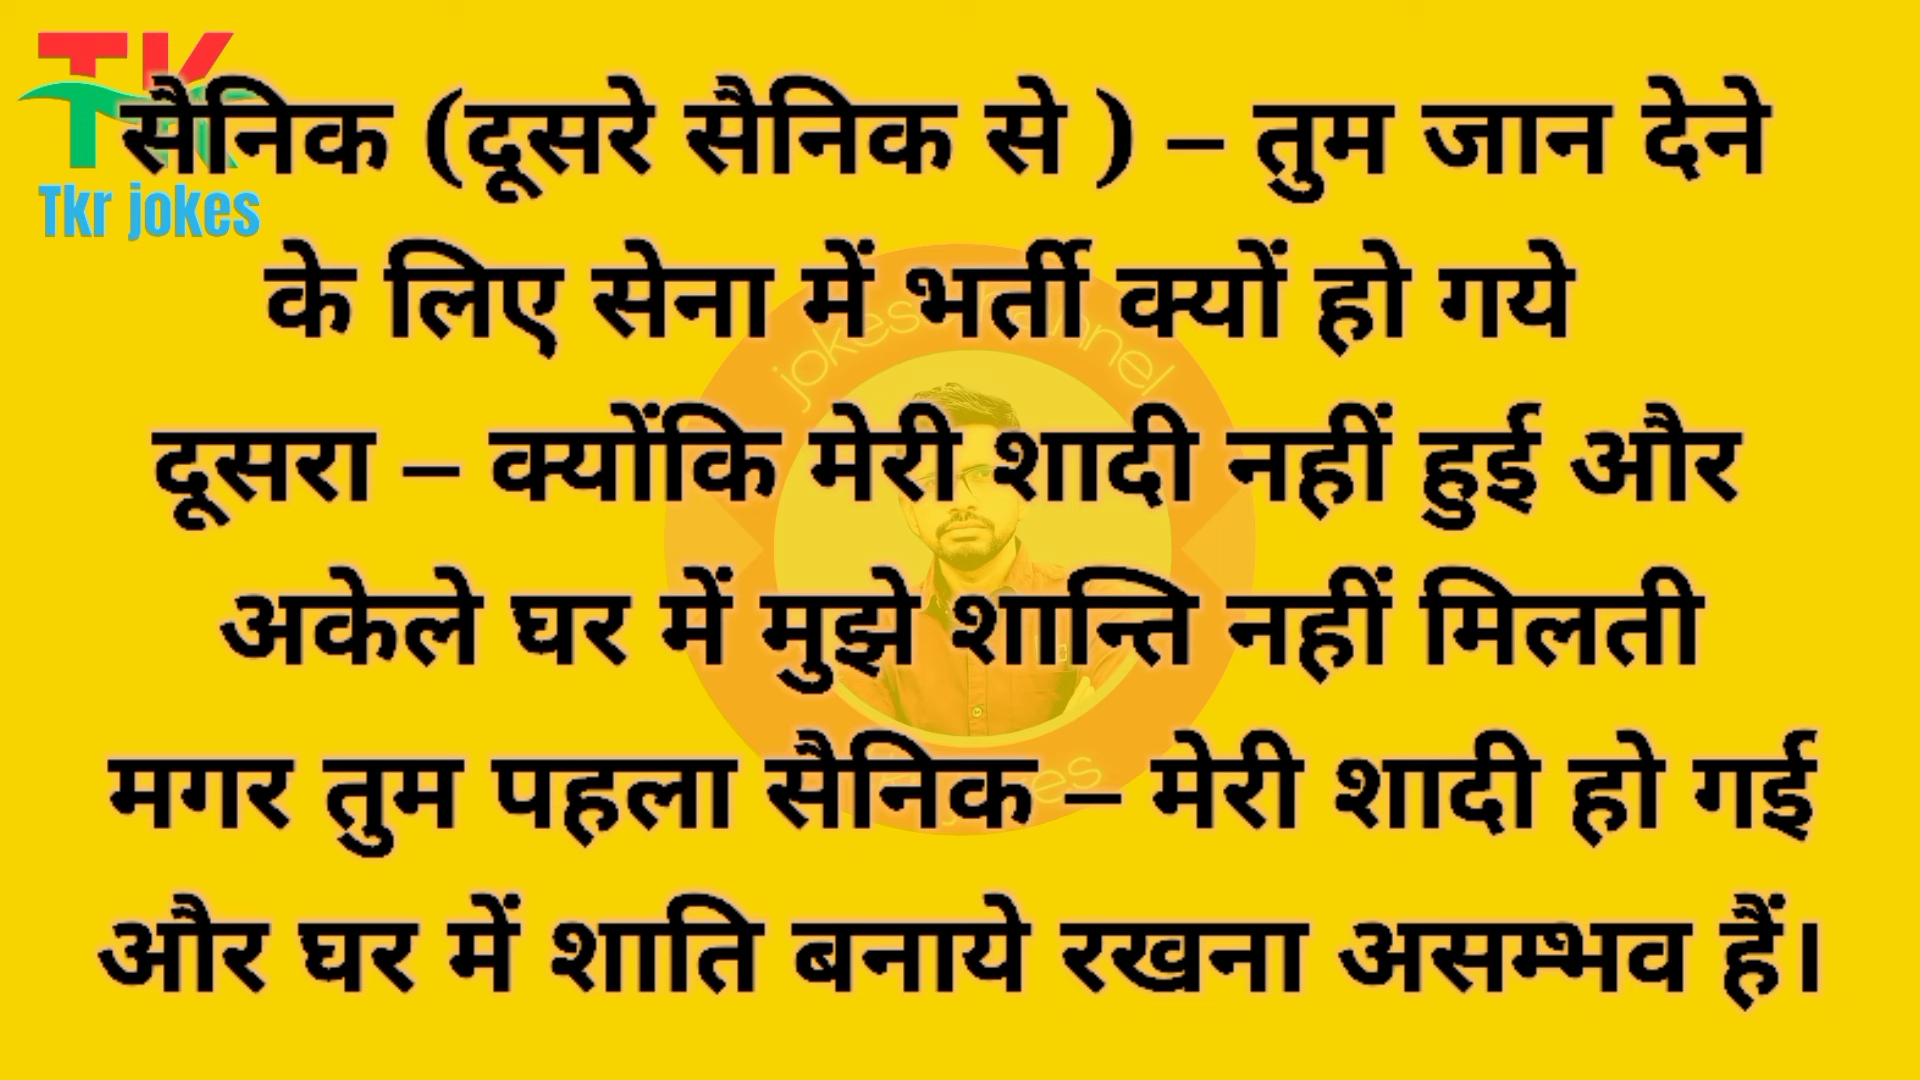 TK
Tkr jokes
सैनिक (दूसरे सैनिक से ) – तुम जान देने
के लिए सेना में भर्ती क्यों हो गये
दूसरा – क्योंकि मेरी शादी नहीं हुई और
अकेले घर में मुझे शान्ति नहीं मिलती
मगर तुम पहला सैनिक – मेरी शादी हो गई
और घर में शाति बनाये रखना असम्भव हैं।
jokes